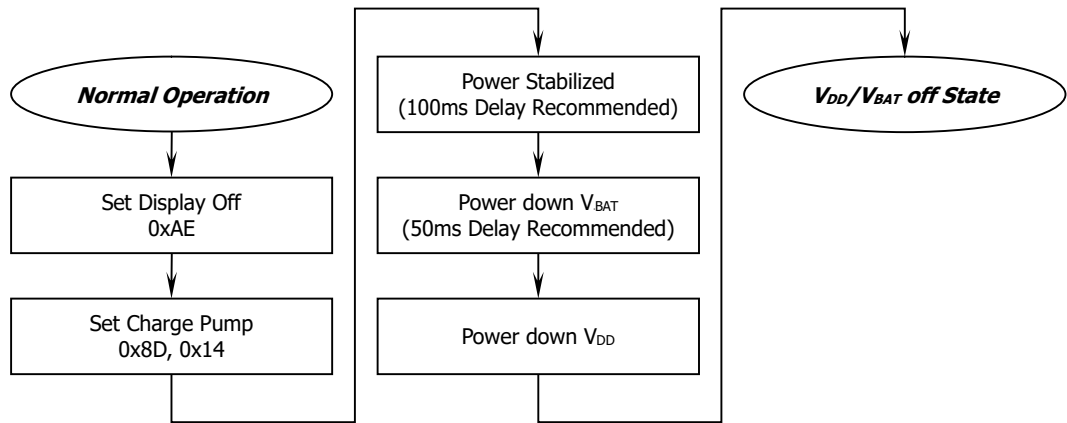 Normal Operation
Set Display Off
0xAE
Set Charge Pump
0x8D, 0x14
Power Stabilized
(100ms Delay Recommended)
Power down VBAT
(50ms Delay Recommended)
Power down VDD
VDD/VBAT off State